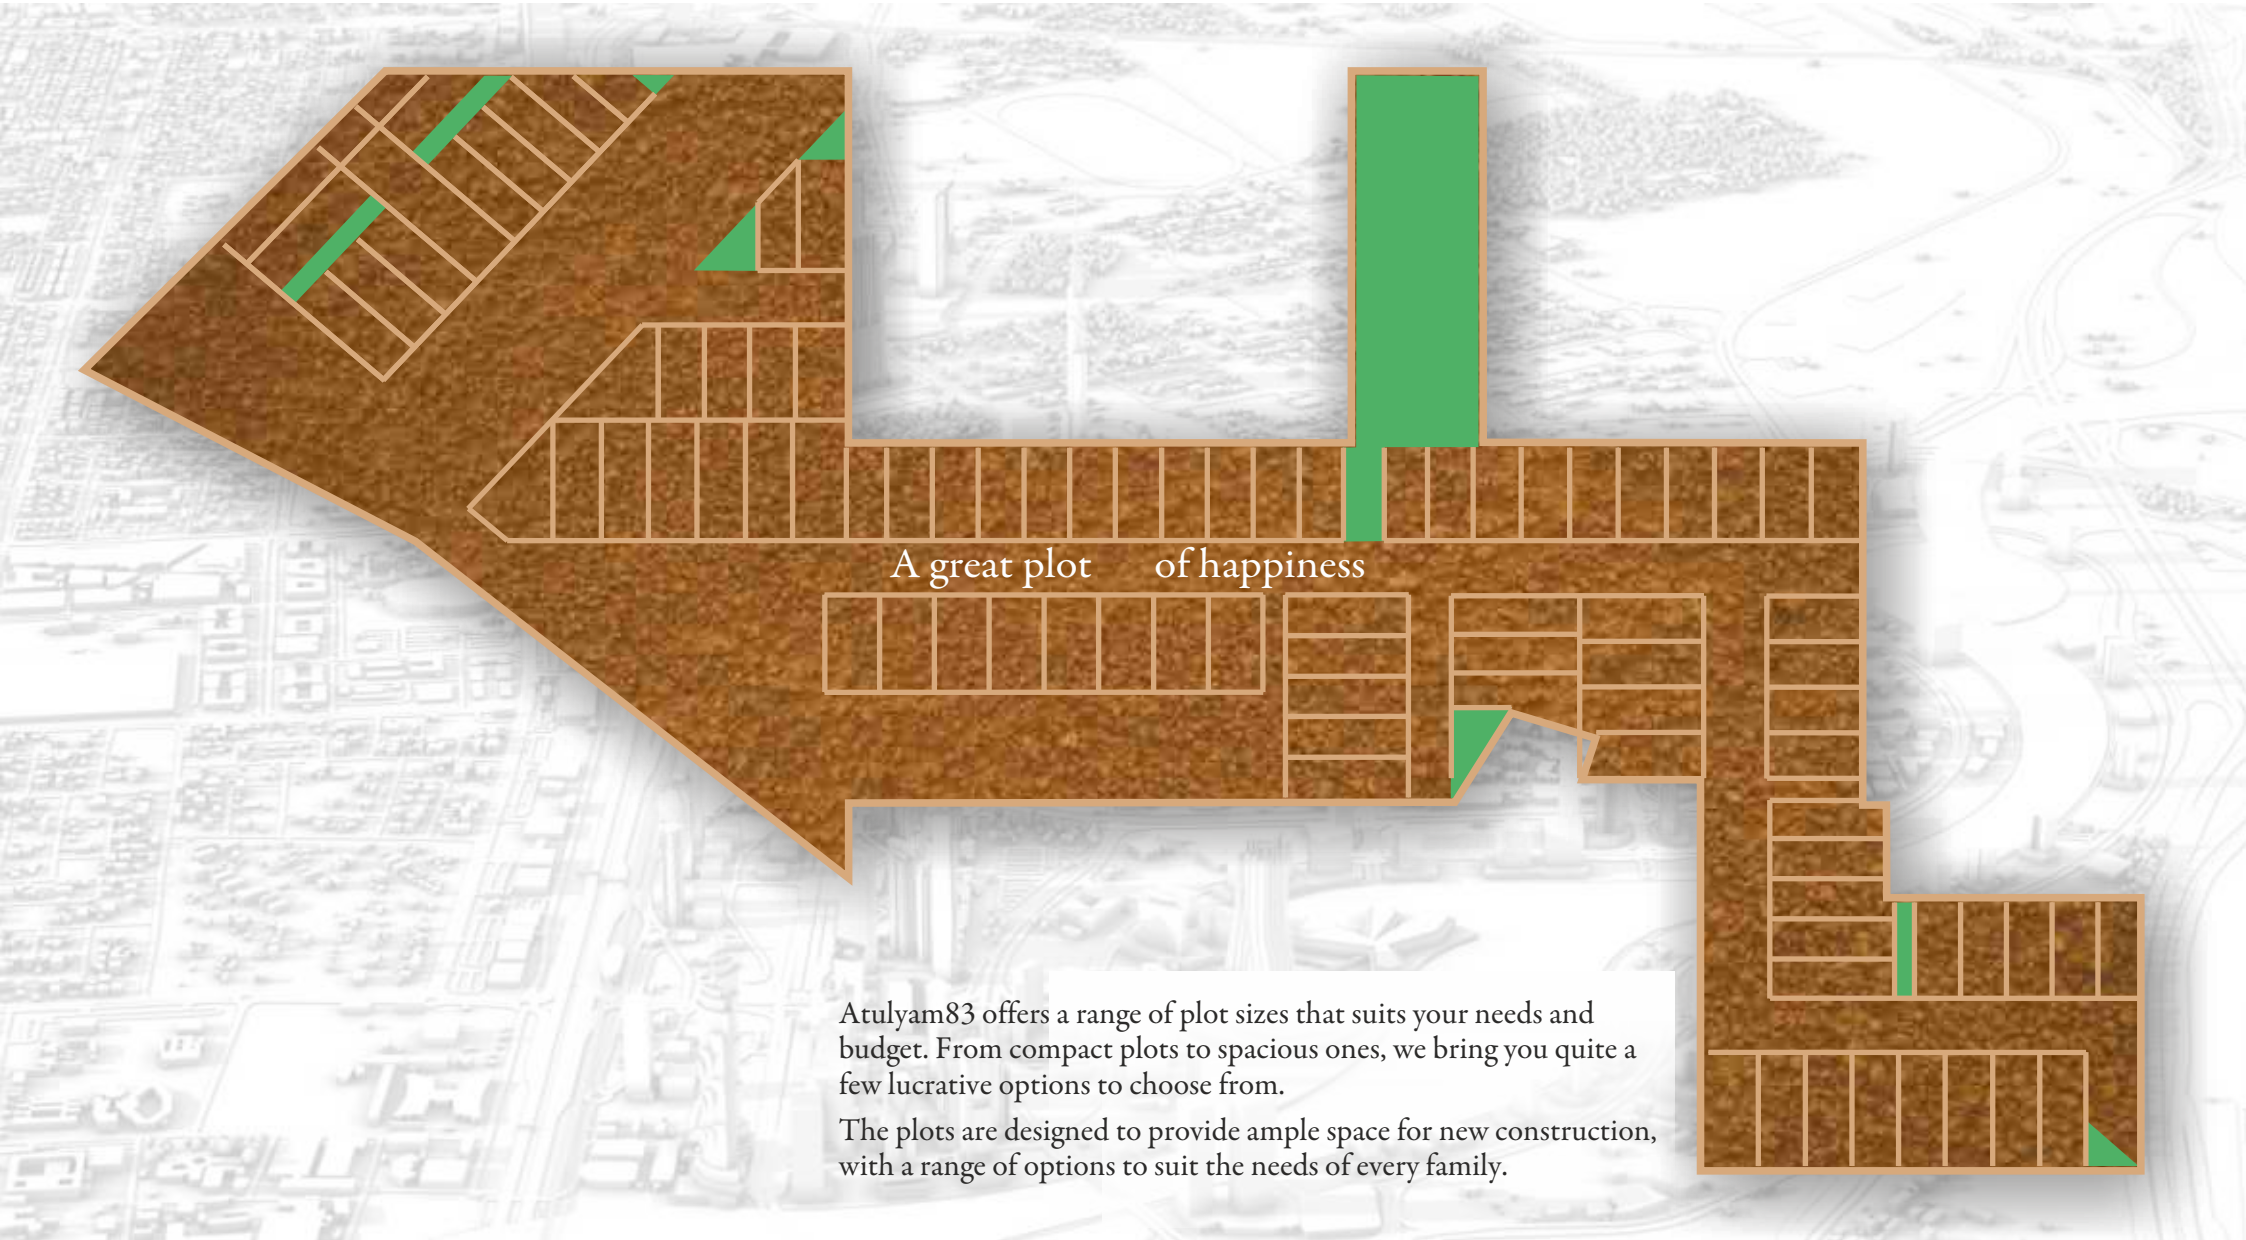 A great plot of happiness
Atulyam83 offers a range of plot sizes that suits your needs and
budget. From compact plots to spacious ones, we bring you quite a
few lucrative options to choose from.
The plots are designed to provide ample space for new construction,
with a range of options to suit the needs of every family.